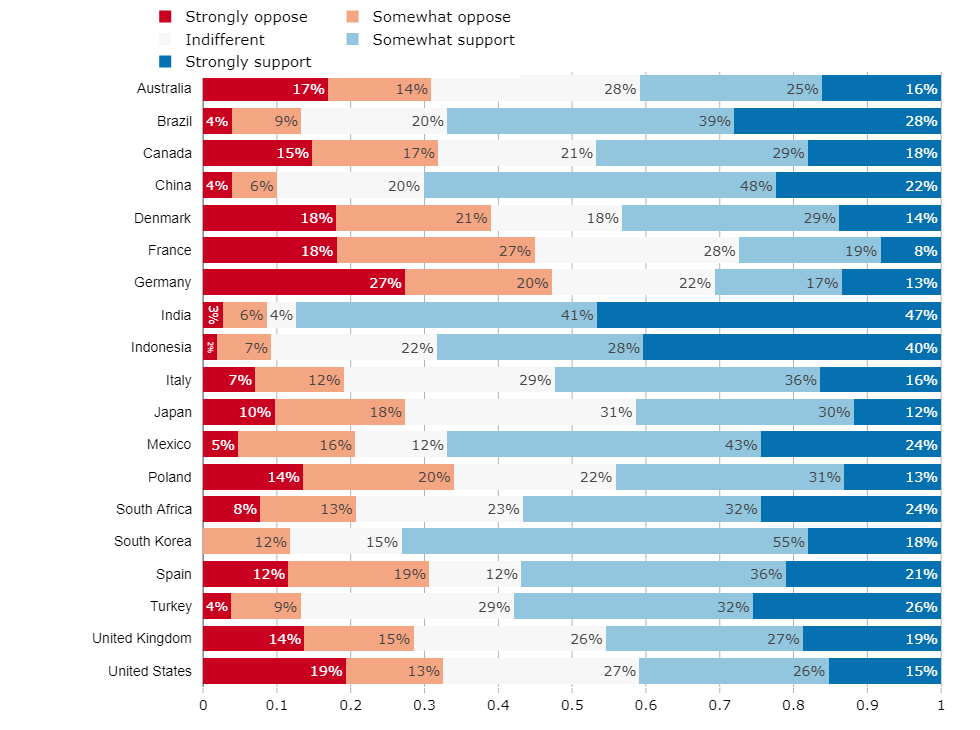 Strongly oppose Somewhat oppose
Indifferent Somewhat support
Strongly support
Australia 17% 14% 28% 25% 16%
Brazil 4% 9% 20% 39% 28%
Canada 15% 17% 21% 29% 18%
China 4% 6% 20% 48% 22%
Denmark 18% 21% 18% 29% 14%
France 18% 27% 28% 19% 8%
Germany 27% 20% 22% 17% 13%
India 3% 6% 4% 41% 47%
Indonesia 2% 7% 22% 28% 40%
Italy 7% 12% 29% 36% 16%
Japan 10% 18% 31% 30% 12%
Mexico 5% 16% 12% 43% 24%
Poland 14% 20% 22% 31% 13%
South Africa 8% 13% 23% 32% 24%
South Korea 12% 15% 55% 18%
Spain 12% 19% 12% 36% 21%
Turkey 4% 9% 29% 32% 26%
United Kingdom 14% 15% 26% 27% 19%
United States 19% 13% 27% 26% 15%
0 0.1 0.2 0.3 0.4 0.5 0.6 0.7 0.8 0.9 1